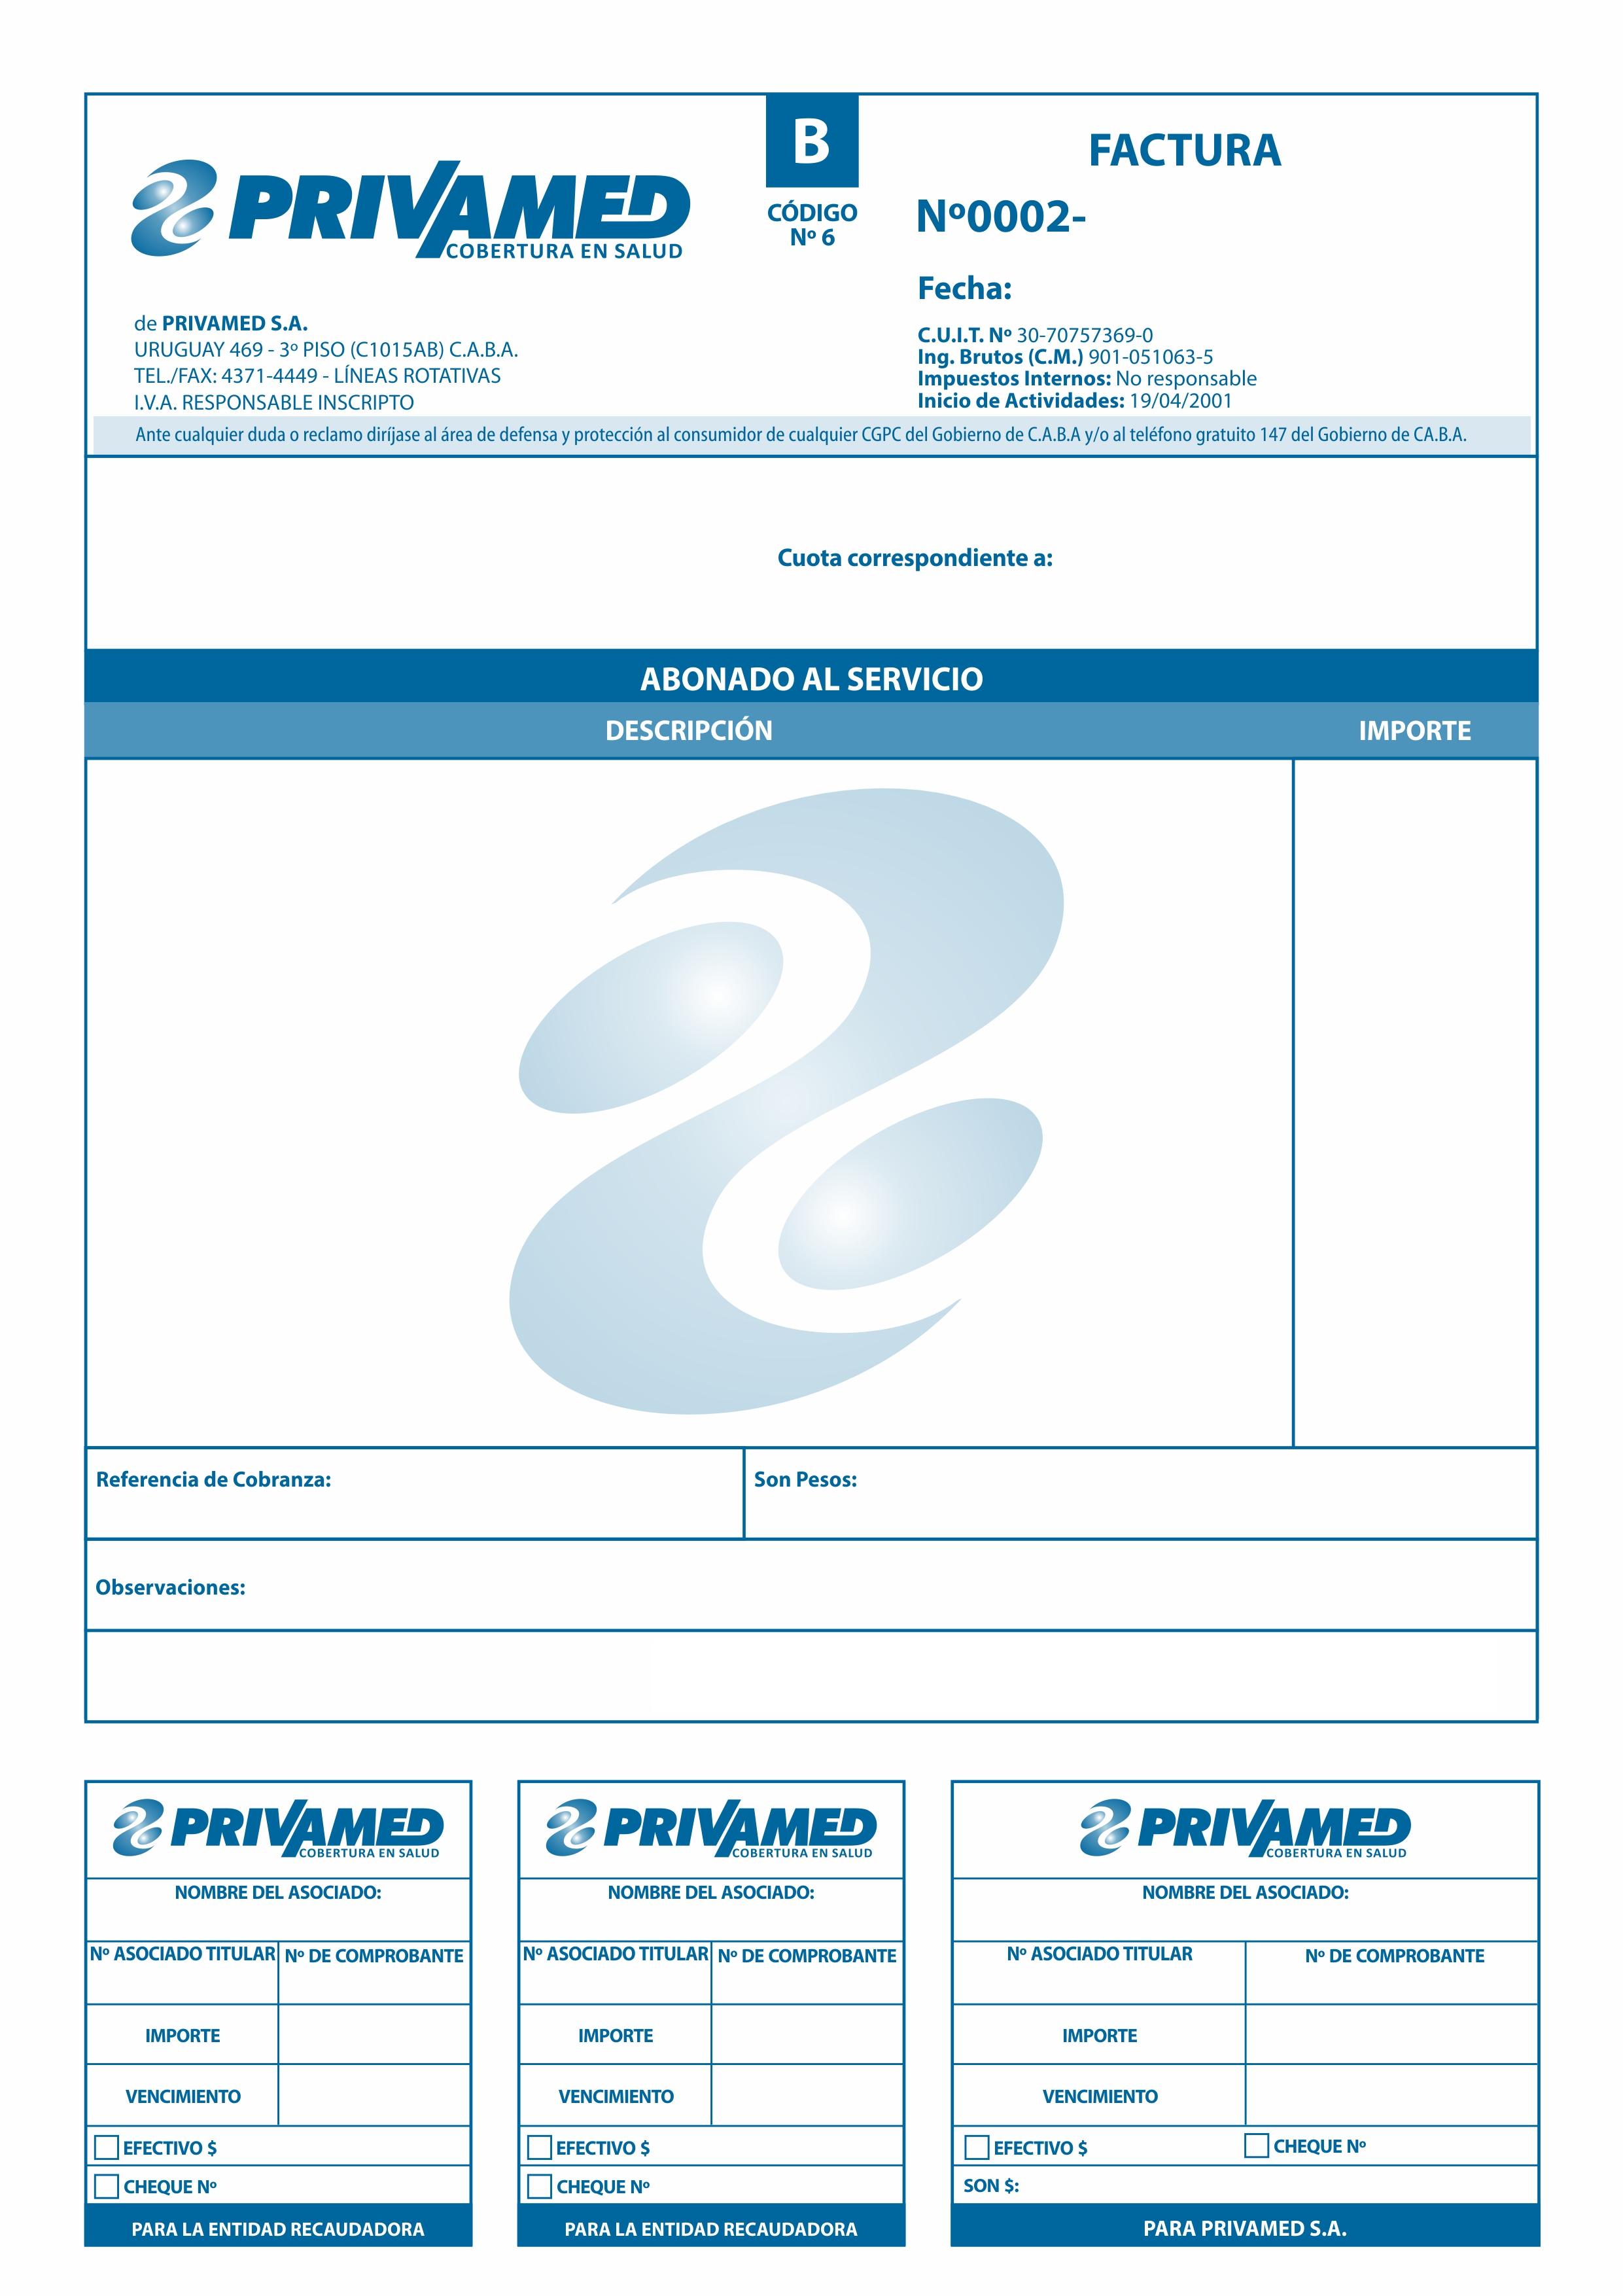 PRIVAMED
COBERTURA EN SALUD
de PRIVAMED S.A.
URUGUAY 469 - 3º PISO (C1015AB) C.A.B.A.
TEL./FAX: 4371-4449 - LÍNEAS ROTATIVAS
I.V.A. RESPONSABLE INSCRIPTO
B
CÓDIGO
Nº 6
FACTURA
Nº0002-
Fecha:
C.U.I.T. Nº 30-70757369-0
Ing. Brutos (C.M.) 901-051063-5
Impuestos Internos: No responsable
Inicio de Actividades: 19/04/2001
Ante cualquier duda o reclamo diríjase al área de defensa y protección al consumidor de cualquier CGPC del Gobierno de C.A.B.A y/o al teléfono gratuito 147 del Gobierno de CA.B.A.
Cuota correspondiente a:
ABONADO AL SERVICIO
DESCRIPCIÓN IMPORTE
Referencia de Cobranza: Son Pesos:
Observaciones:
PRIVAMED
COBERTURA EN SALUD
NOMBRE DEL ASOCIADO:
Nº ASOCIADO TITULAR Nº DE COMPROBANTE
IMPORTE
VENCIMIENTO
EFECTIVO $
CHEQUE Nº
PARA LA ENTIDAD RECAUDADORA
PRIVAMED
COBERTURA EN SALUD
NOMBRE DEL ASOCIADO:
Nº ASOCIADO TITULAR Nº DE COMPROBANTE
IMPORTE
VENCIMIENTO
EFECTIVO $
CHEQUE Nº
PARA LA ENTIDAD RECAUDADORA
PRIVAMED
COBERTURA EN SALUD
NOMBRE DEL ASOCIADO:
Nº ASOCIADO TITULAR Nº DE COMPROBANTE
IMPORTE
VENCIMIENTO
EFECTIVO $ CHEQUE Nº
SON $:
PARA PRIVAMED S.A.